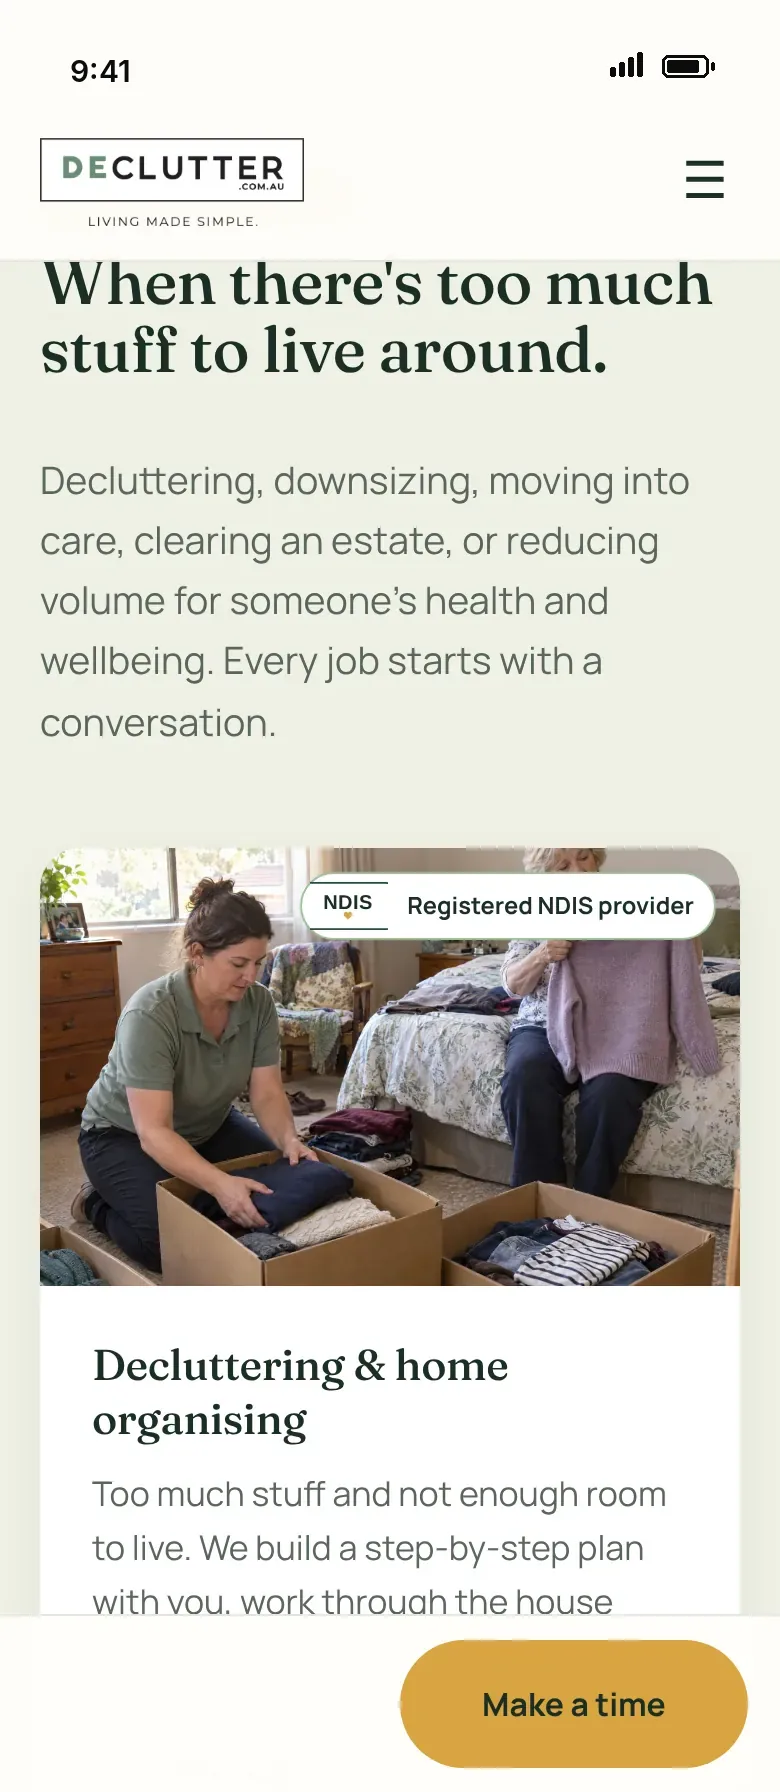 9:41
DECLUTTER
.COM.AU
LIVING MADE SIMPLE.
When there's too much
stuff to live around.
Decluttering, downsizing, moving into
care, clearing an estate, or reducing
volume for someone’s health and
wellbeing. Every job starts with a
conversation.
NDIS
Registered NDIS provider
Decluttering & home
organising
Too much stuff and not enough room
to live. We build a step-by-step plan
with you, work through the house
Make a time